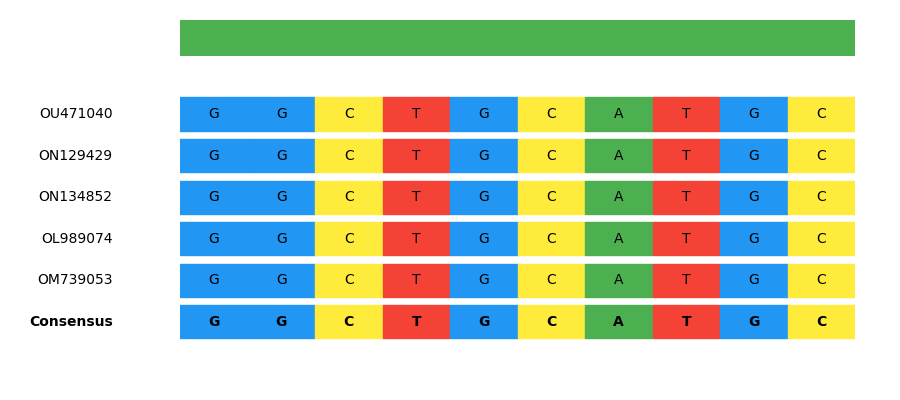 OU471040 G G C T G C A T G C
ON129429 G G C T G C A T G C
ON134852 G G C T G C A T G C
OL989074 G G C T G C A T G C
OM739053 G G C T G C A T G C
Consensus G G C T G C A T G C